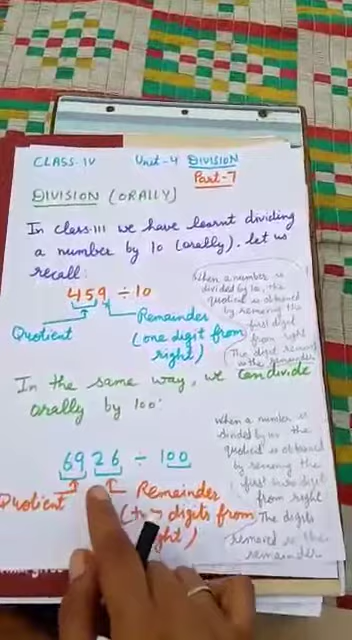 CLASS-IV Unit-4 DIVISION
Part-7
DIVISION (ORALLY)
In class-III we have learnt dividing
a number by 10 (orally). let us
recall:
459 ÷ 10
Quotient
Remainder
(one digit from
right)
When a number is
divided by 10, the
quotient is obtained
by removing the
first digit
from right
(The digit removed
is the remainder
In the same way, we can divide
orally by 100:
6926 ÷ 100
Quotient
Remainder
digits from
When a number is
divided by the
quotient is obtained
by removing the
first two digit
from right
The digits
removed is the
remainder